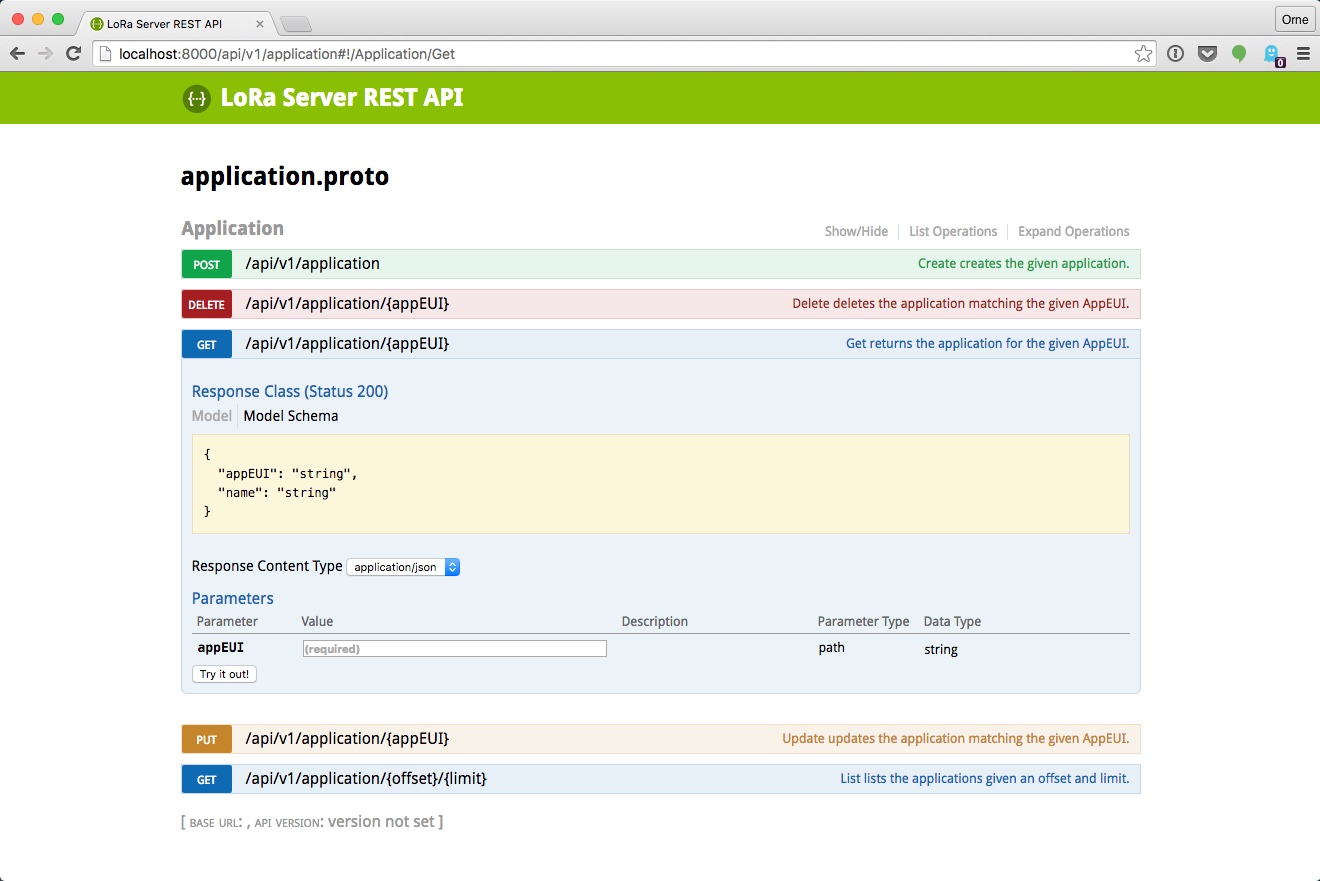 LoRa Server REST API
Orne
localhost:8000/api/v1/application#!/Application/Get
0
{··} LoRa Server REST API
application.proto
Application Show/Hide List Operations Expand Operations
POST /api/v1/application Create creates the given application.
DELETE /api/v1/application/{appEUI} Delete deletes the application matching the given AppEUI.
GET /api/v1/application/{appEUI} Get returns the application for the given AppEUI.
Response Class (Status 200)
Model Model Schema
{
"appEUI": "string",
"name": "string"
}
Response Content Type application/json
Parameters
Parameter Value Description Parameter Type Data Type
appEUI (required) path string
Try it out!
PUT /api/v1/application/{appEUI} Update updates the application matching the given AppEUI.
GET /api/v1/application/{offset}/{limit} List lists the applications given an offset and limit.
[ BASE URL: , API VERSION: version not set ]